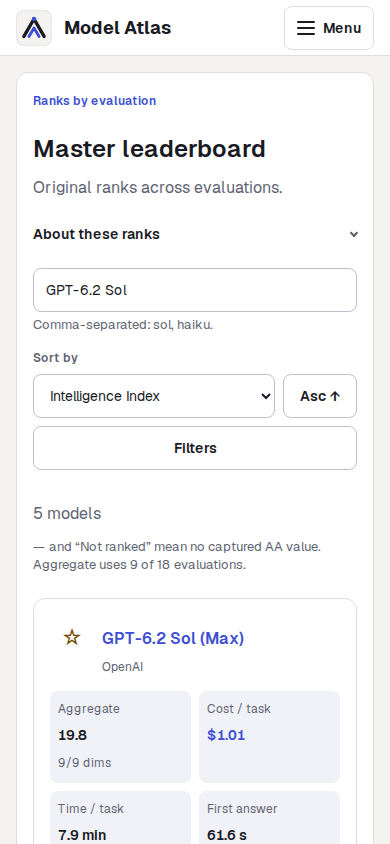 Model Atlas
Menu
Ranks by evaluation
Master leaderboard
Original ranks across evaluations.
About these ranks
GPT-6.2 Sol
Comma-separated: sol, haiku.
Sort by
Intelligence Index
Asc ↑
Filters
5 models
— and “Not ranked” mean no captured AA value.
Aggregate uses 9 of 18 evaluations.
☆ GPT-6.2 Sol (Max)
OpenAI
Aggregate
19.8
9/9 dims
Cost / task
$1.01
Time / task
7.9 min
First answer
61.6 s